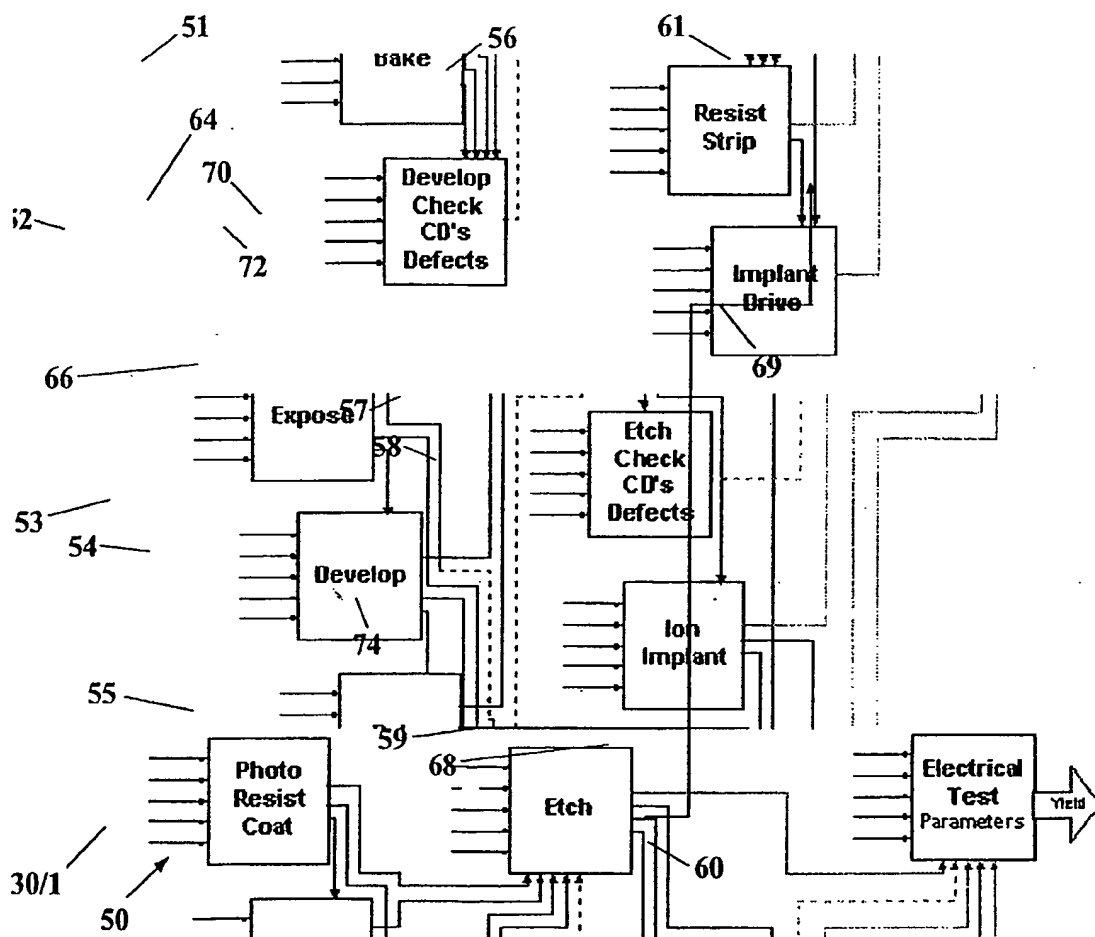 51
56
61
Bake
Resist
Strip
64
70
72
Develop
Check
CD's
Defects
Implant
Drive
69
66
57
Expose
58
Etch
Check
CD's
Defects
53
54
Develop
74
Ion
Implant
55
59
68
Photo
Resist
Coat
Etch
Electrical
Test
Parameters
Yield
60
30/1
50